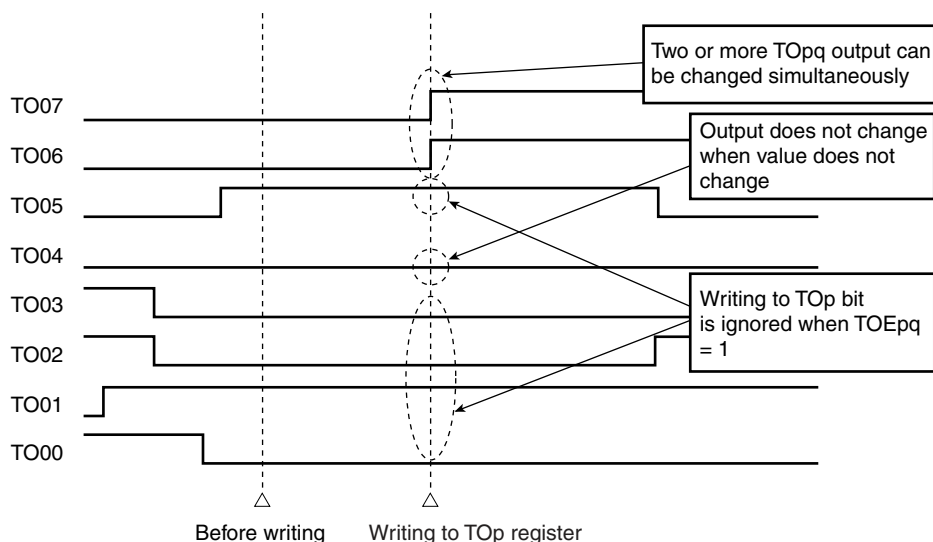 Two or more TOpq output can
be changed simultaneously
TO07
Output does not change
when value does not
change
TO06
TO05
TO04
Writing to TOp bit
is ignored when TOEpq
= 1
TO03
TO02
TO01
TO00
Before writing
Writing to TOp register